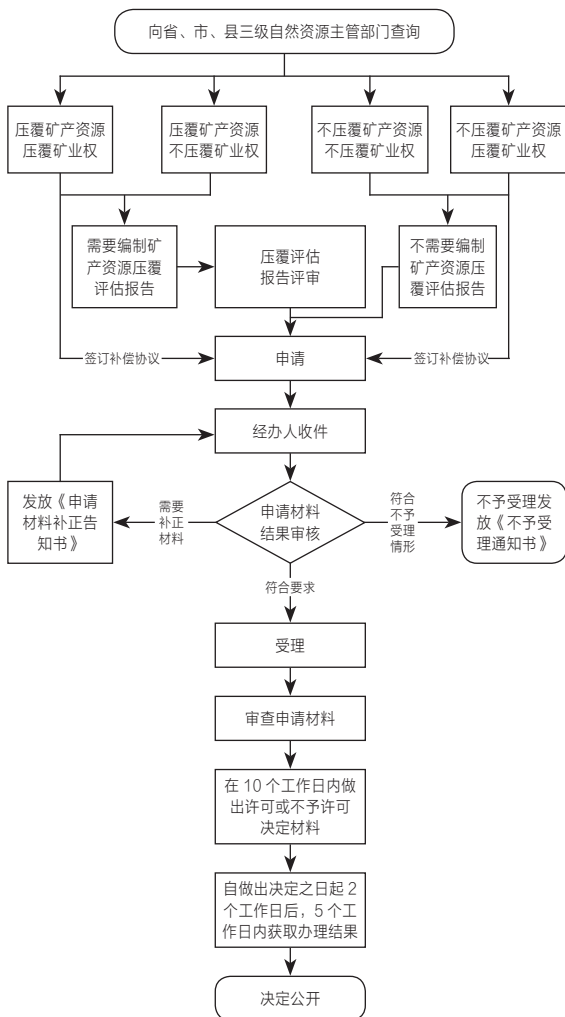 向省、市、县三级自然资源主管部门查询
压覆矿产资源
压覆矿业权
压覆矿产资源
不压覆矿业权
不压覆矿产资源
不压覆矿业权
不压覆矿产资源
压覆矿业权
需要编制矿
产资源压覆
评估报告
压覆评估
报告评审
不需要编制
矿产资源压
覆评估报告
签订补偿协议
申请
签订补偿协议
经办人收件
发放《申请
材料补正告
知书》
需要
补正
材料
申请材料
结果审核
符合
不予
受理
情形
不予受理发
放《不予受
理通知书》
符合要求
受理
审查申请材料
在 10 个工作日内做
出许可或不予许可
决定材料
自做出决定之日起 2
个工作日后，5 个工
作日内获取办理结果
决定公开